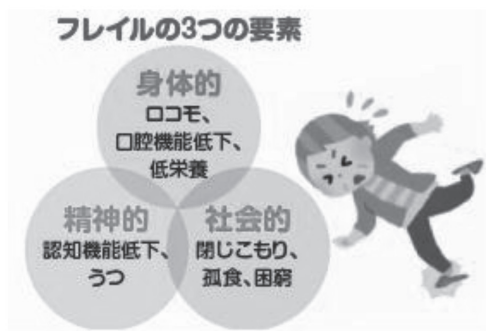 フレイルの3つの要素
身体的
ロコモ、
口腔機能低下、
低栄養
精神的
認知機能低下、
うつ
社会的
閉じこもり、
孤食、困窮